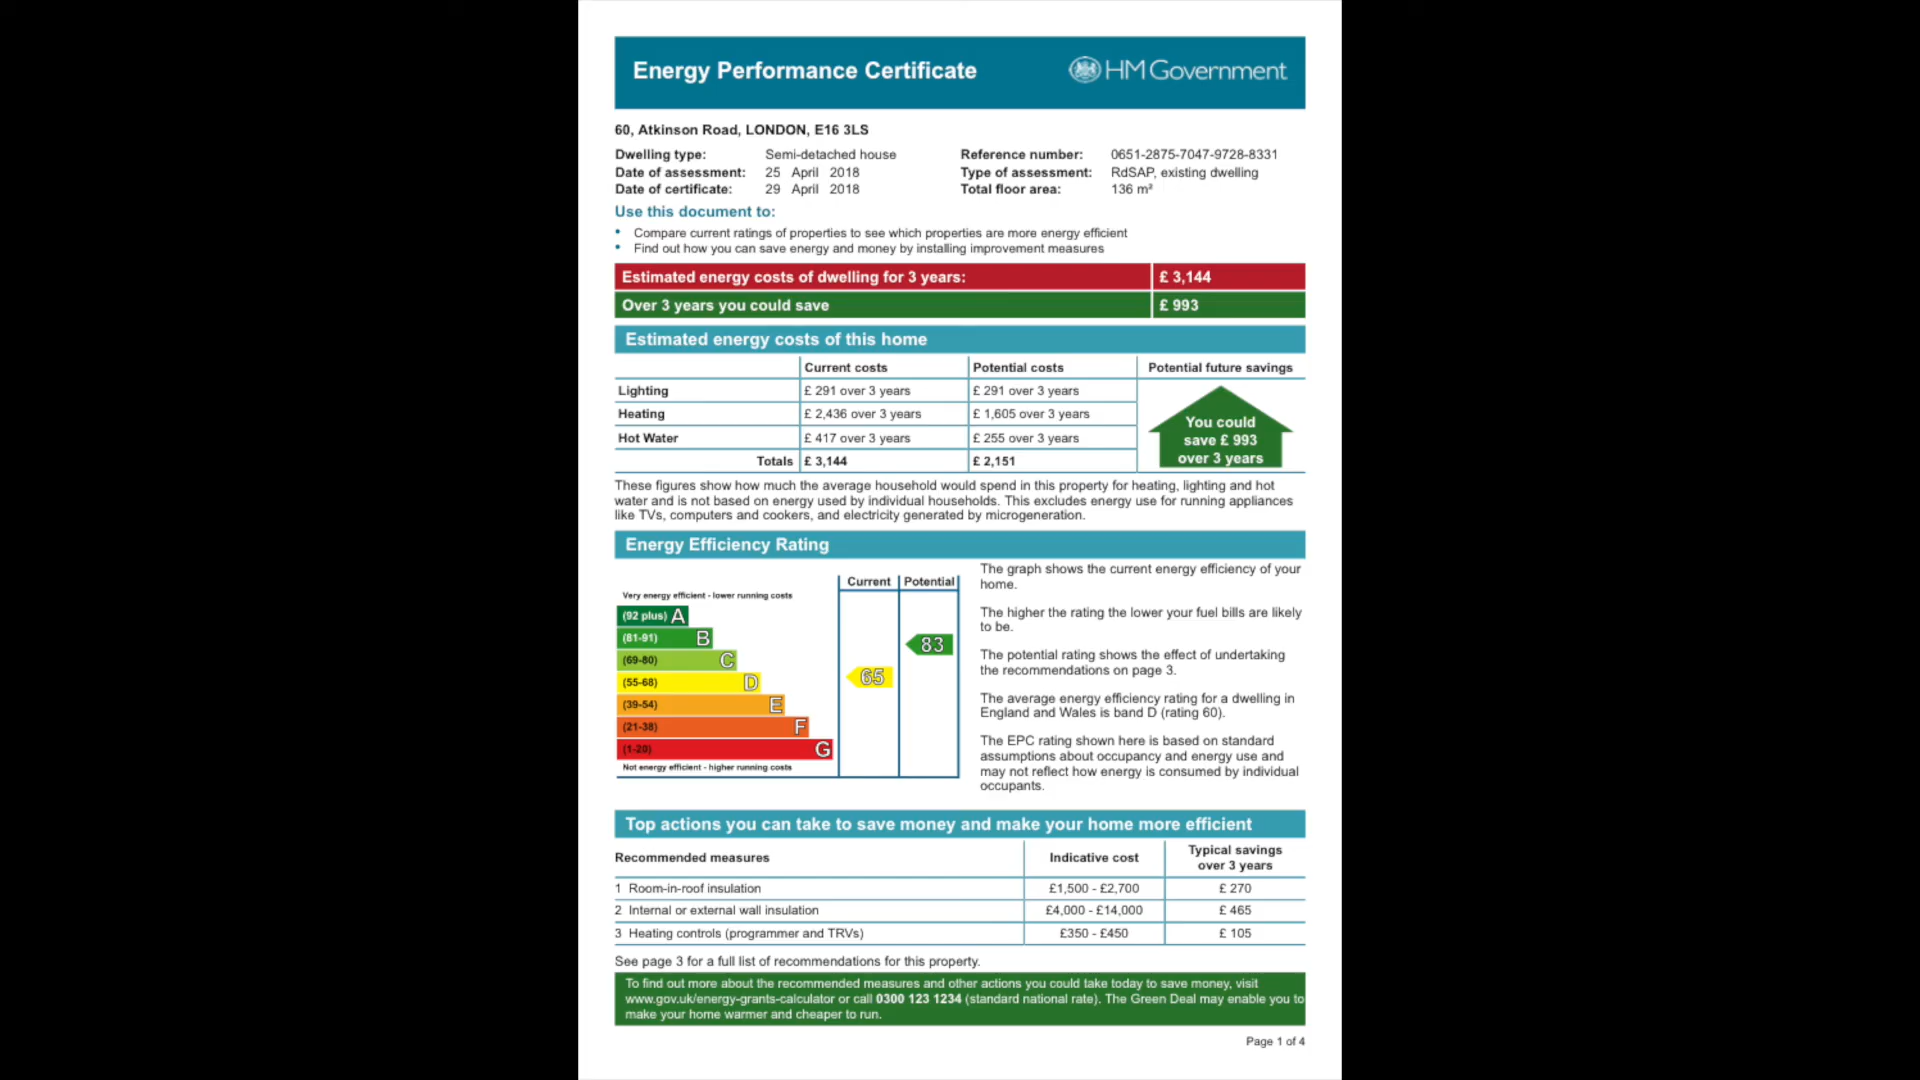 Energy Performance Certificate
HM Government
60, Atkinson Road, LONDON, E16 3LS
Dwelling type: Semi-detached house
Date of assessment: 25 April 2018
Date of certificate: 29 April 2018
Reference number: 0651-2875-7047-9728-8331
Type of assessment: RdSAP, existing dwelling
Total floor area: 136 m²
Use this document to:
• Compare current ratings of properties to see which properties are more energy efficient
• Find out how you can save energy and money by installing improvement measures
Estimated energy costs of dwelling for 3 years: £ 3,144
Over 3 years you could save £ 993
Estimated energy costs of this home
Current costs Potential costs Potential future savings
Lighting £ 291 over 3 years £ 291 over 3 years
Heating £ 2,436 over 3 years £ 1,605 over 3 years
Hot Water £ 417 over 3 years £ 255 over 3 years
Totals £ 3,144 £ 2,151
You could
save £ 993
over 3 years
These figures show how much the average household would spend in this property for heating, lighting and hot
water and is not based on energy used by individual households. This excludes energy use for running appliances
like TVs, computers and cookers, and electricity generated by microgeneration.
Energy Efficiency Rating
Current Potential
Very energy efficient - lower running costs
(92 plus) A
(81-91) B
(69-80) C
(55-68) D
(39-54) E
(21-38) F
(1-20) G
Not energy efficient - higher running costs
65
83
The graph shows the current energy efficiency of your
home.
The higher the rating the lower your fuel bills are likely
to be.
The potential rating shows the effect of undertaking
the recommendations on page 3.
The average energy efficiency rating for a dwelling in
England and Wales is band D (rating 60).
The EPC rating shown here is based on standard
assumptions about occupancy and energy use and
may not reflect how energy is consumed by individual
occupants.
Top actions you can take to save money and make your home more efficient
Recommended measures Indicative cost Typical savings
over 3 years
1 Room-in-roof insulation £1,500 - £2,700 £ 270
2 Internal or external wall insulation £4,000 - £14,000 £ 465
3 Heating controls (programmer and TRVs) £350 - £450 £ 105
See page 3 for a full list of recommendations for this property.
To find out more about the recommended measures and other actions you could take today to save money, visit
www.gov.uk/energy-grants-calculator or call 0300 123 1234 (standard national rate). The Green Deal may enable you to
make your home warmer and cheaper to run.
Page 1 of 4